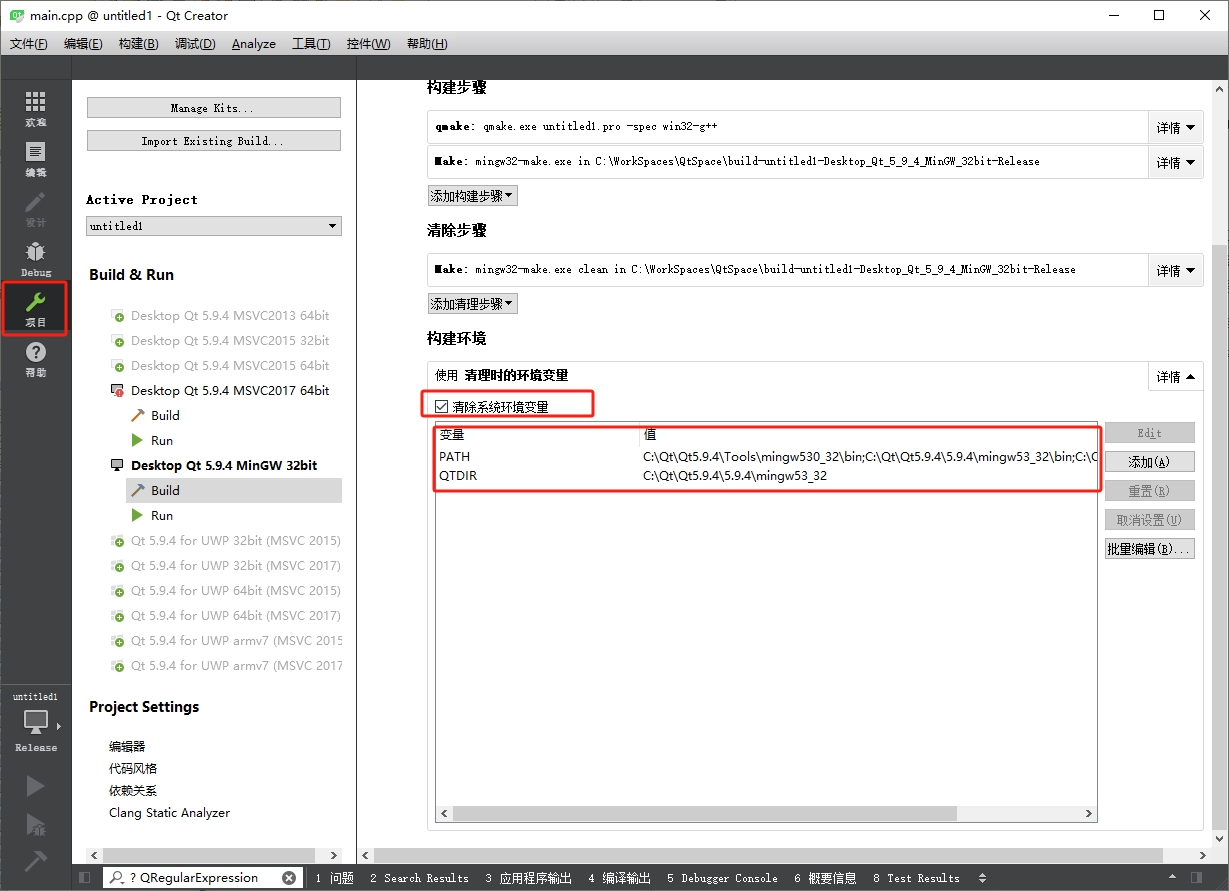 main.cpp @ untitled1 - Qt Creator
文件(F) 编辑(E) 构建(B) 调试(D) Analyze 工具(T) 控件(W) 帮助(H)
欢迎
编辑
设计
Debug
项目
帮助
untitled1
Release
Manage Kits...
Import Existing Build...
Active Project
untitled1
Build & Run
Desktop Qt 5.9.4 MSVC2013 64bit
Desktop Qt 5.9.4 MSVC2015 32bit
Desktop Qt 5.9.4 MSVC2015 64bit
Desktop Qt 5.9.4 MSVC2017 64bit
Build
Run
Desktop Qt 5.9.4 MinGW 32bit
Build
Run
Qt 5.9.4 for UWP 32bit (MSVC 2015)
Qt 5.9.4 for UWP 32bit (MSVC 2017)
Qt 5.9.4 for UWP 64bit (MSVC 2015)
Qt 5.9.4 for UWP 64bit (MSVC 2017)
Qt 5.9.4 for UWP armv7 (MSVC 2015
Qt 5.9.4 for UWP armv7 (MSVC 2017
Project Settings
编辑器
代码风格
依赖关系
Clang Static Analyzer
构建步骤
qmake: qmake.exe untitled1.pro -spec win32-g++ 详情
Make: mingw32-make.exe in C:\WorkSpaces\QtSpace\build-untitled1-Desktop_Qt_5_9_4_MinGW_32bit-Release 详情
添加构建步骤
清除步骤
Make: mingw32-make.exe clean in C:\WorkSpaces\QtSpace\build-untitled1-Desktop_Qt_5_9_4_MinGW_32bit-Release 详情
添加清理步骤
构建环境
使用 清理时的环境变量 详情
清除系统环境变量
变量 值
PATH C:\Qt\Qt5.9.4\Tools\mingw530_32\bin;C:\Qt\Qt5.9.4\5.9.4\mingw53_32\bin;C:\C
QTDIR C:\Qt\Qt5.9.4\5.9.4\mingw53_32
Edit
添加(A)
重置(R)
取消设置(U)
批量编辑(B)...
? QRegularExpression 1 问题 2 Search Results 3 应用程序输出 4 编译输出 5 Debugger Console 6 概要信息 8 Test Results